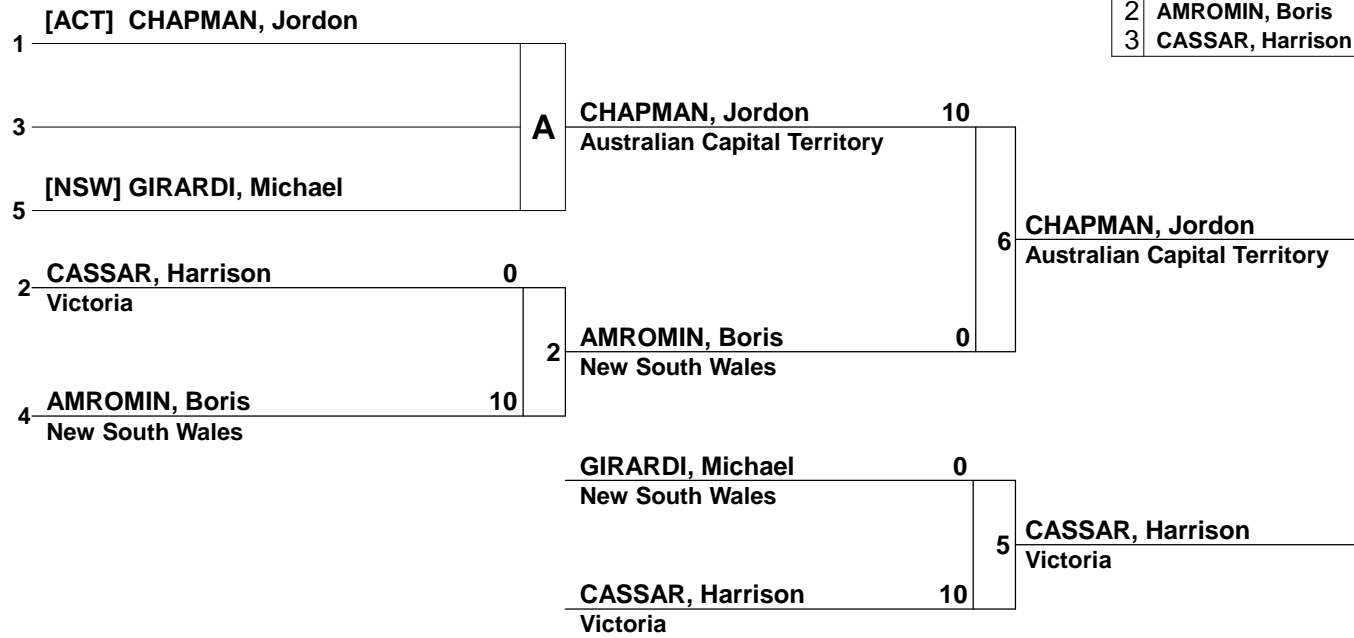 [ACT] CHAPMAN, Jordon
1
2 AMROMIN, Boris
3 CASSAR, Harrison
CHAPMAN, Jordon 10
3
A
Australian Capital Territory
[NSW] GIRARDI, Michael
5
CHAPMAN, Jordon
6
Australian Capital Territory
CASSAR, Harrison 0
2
Victoria
AMROMIN, Boris 0
2
New South Wales
AMROMIN, Boris 10
4
New South Wales
GIRARDI, Michael 0
New South Wales
CASSAR, Harrison
5
Victoria
CASSAR, Harrison 10
Victoria